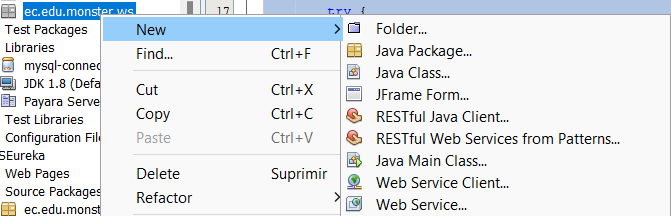 ec.edu.monster.ws
Test Packages
Libraries
mysql-connec
JDK 1.8 (Defa
Payara Serve
Test Libraries
Configuration File
SEureka
Web Pages
Source Packages
ec.edu.monste
17
try {
New
Find... Ctrl+F
Cut Ctrl+X
Copy Ctrl+C
Paste Ctrl+V
Delete Suprimir
Refactor
Folder...
Java Package...
Java Class...
JFrame Form...
RESTful Java Client...
RESTful Web Services from Patterns...
Java Main Class...
Web Service Client...
Web Service...